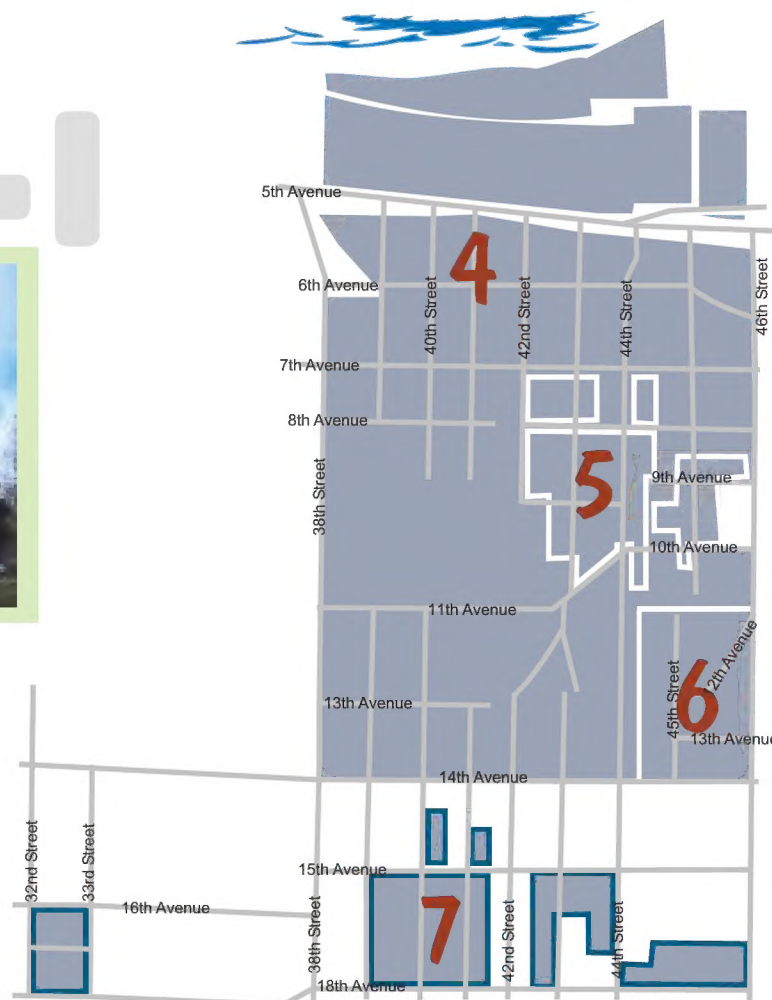 5th Avenue
4
6th Avenue
40th Street
42nd Street
44th Street
46th Street
7th Avenue
8th Avenue
38th Street
5
9th Avenue
10th Avenue
11th Avenue
12th Avenue
45th Street
6
13th Avenue
13th Avenue
14th Avenue
32nd Street
33rd Street
15th Avenue
16th Avenue
38th Street
7
42nd Street
44th Street
18th Avenue